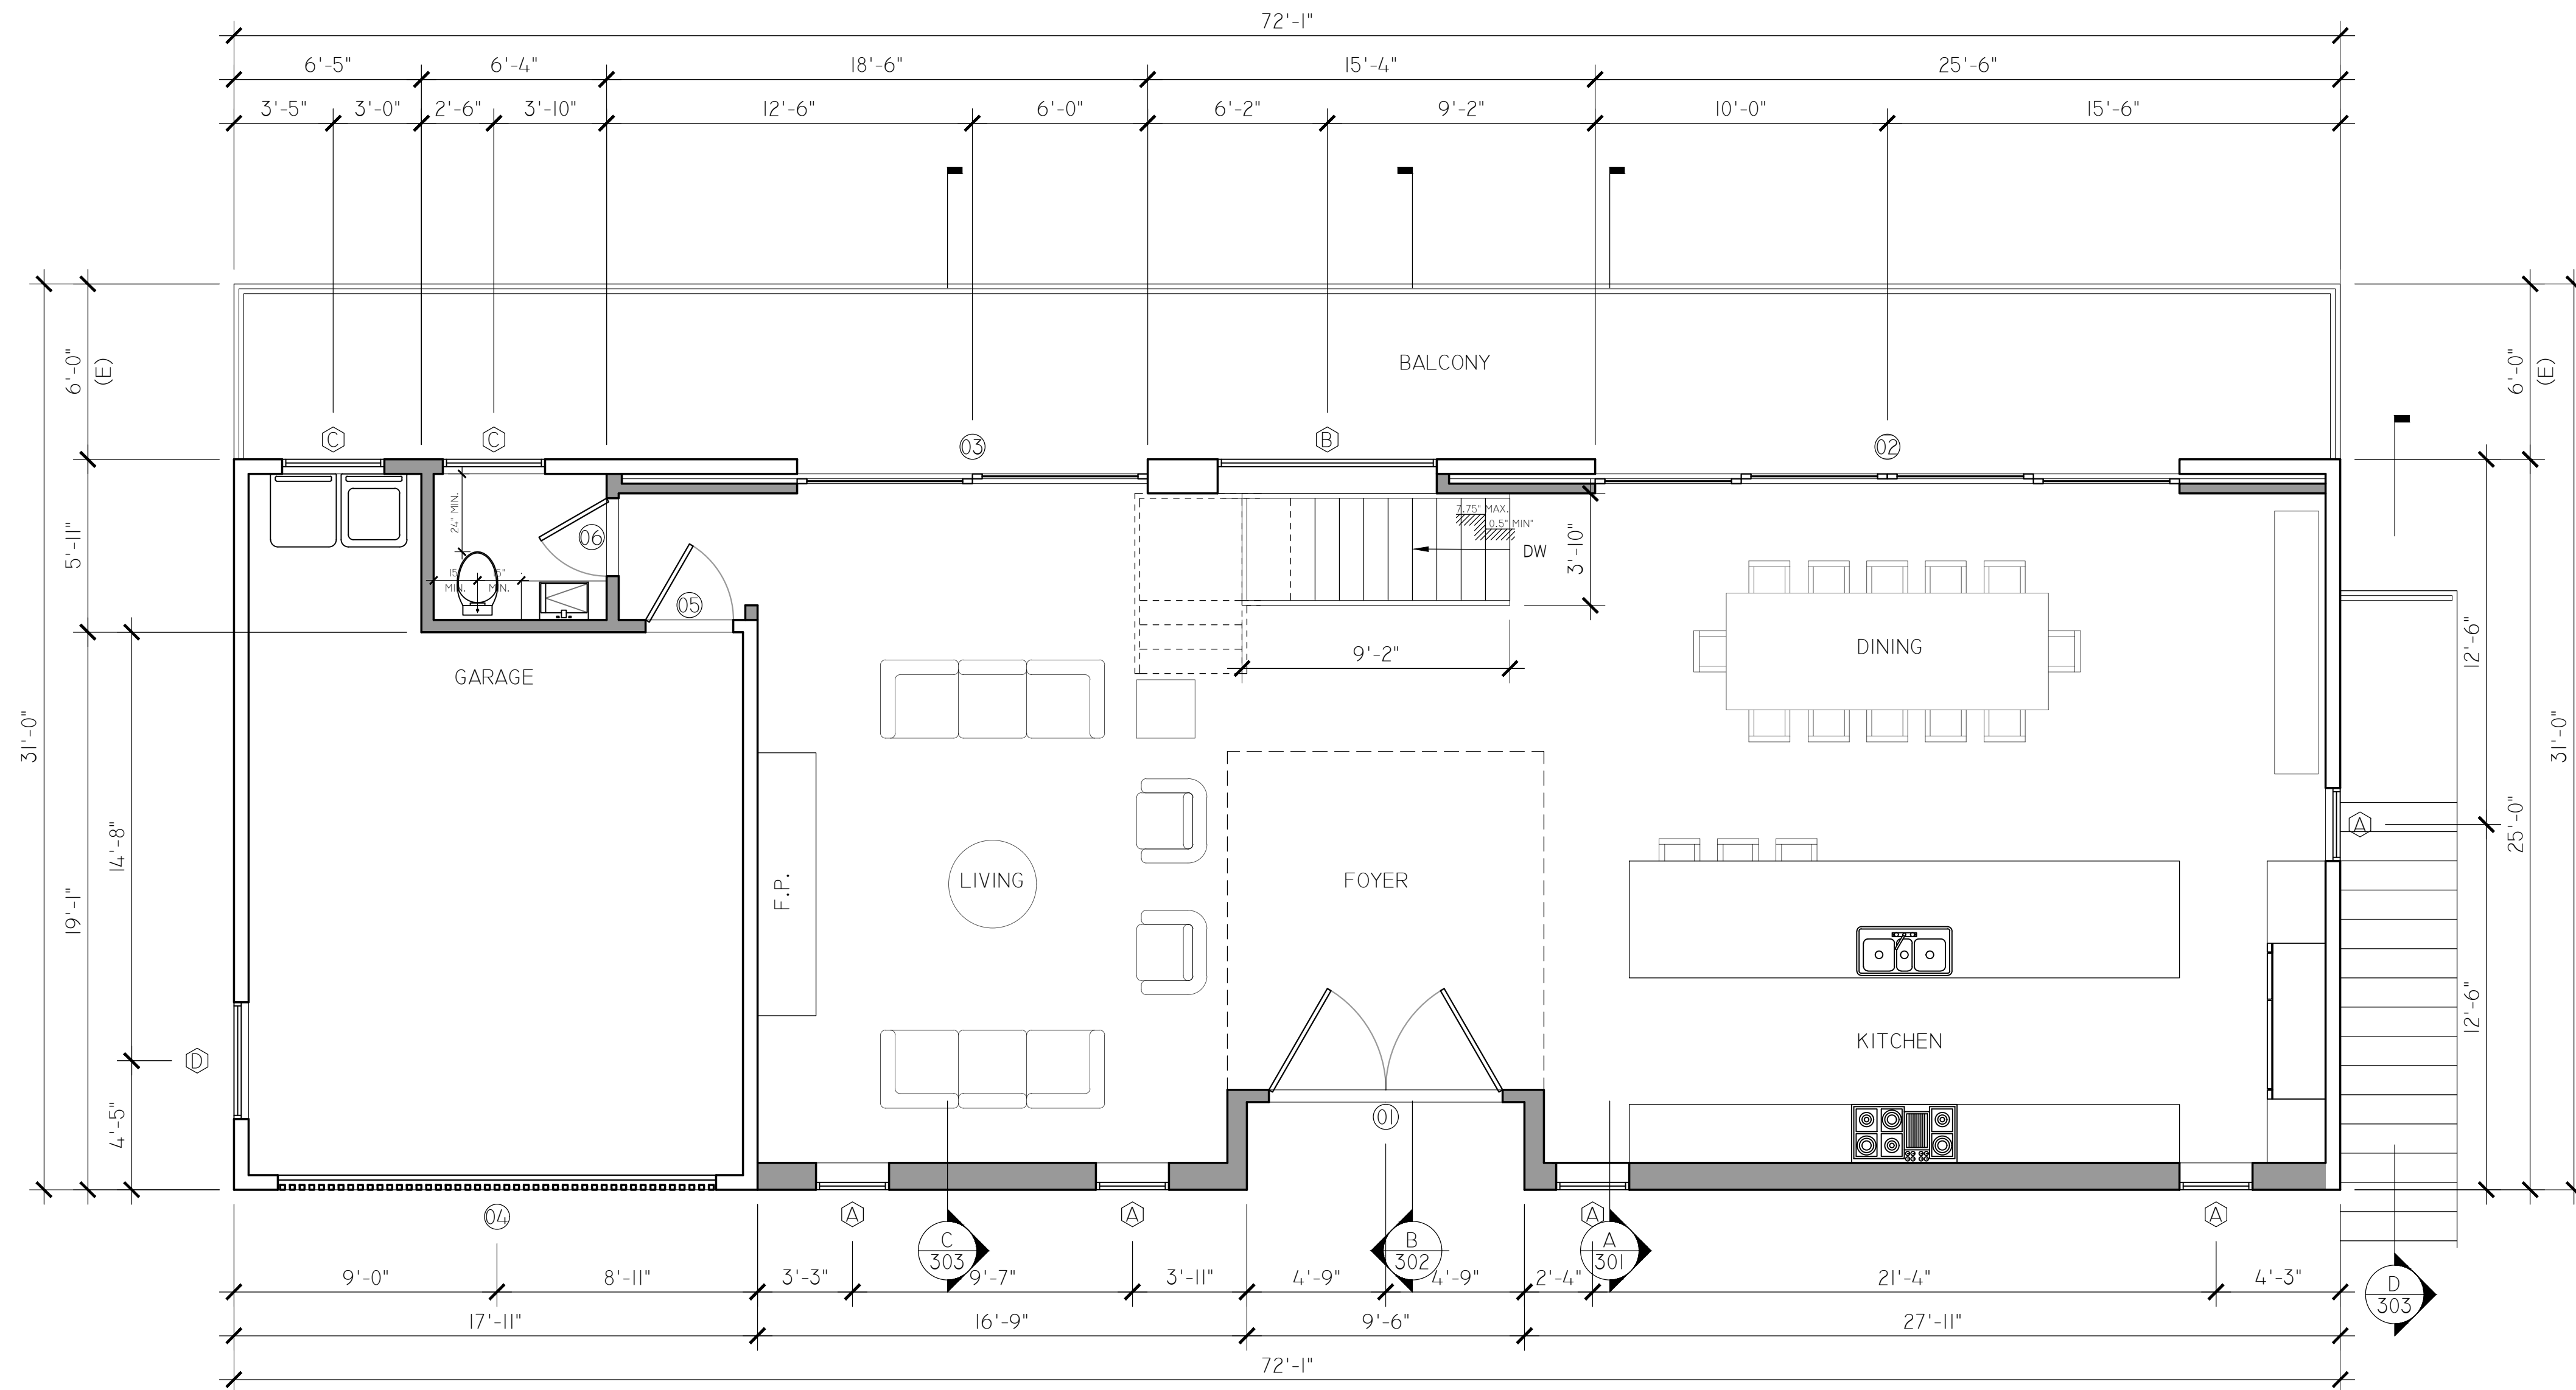 72'-1"
6'-5" 6'-4" 18'-6" 15'-4" 25'-6"
3'-5" 3'-0" 2'-6" 3'-10" 12'-6" 6'-0" 6'-2" 9'-2" 10'-0" 15'-6"
6'-0"
(E)
BALCONY
6'-0"
(E)
C C 03 B 02
24" MIN.
7.75" MAX.
0.5" MIN"
06
DW
5'-11"
3'-10"
MIN. MIN.
05
12'-6"
DINING
9'-2"
GARAGE
31'-0"
31'-0"
14'-8"
25'-0"
A
19'-1"
F.P.
LIVING
FOYER
12'-6"
KITCHEN
D
4'-5"
01
04
A A A A
C
303
B
302
A
301
9'-0" 8'-11" 3'-3" 9'-7" 3'-11" 4'-9" 4'-9" 2'-4" 21'-4" 4'-3"
D
303
17'-11" 16'-9" 9'-6" 27'-11"
72'-1"